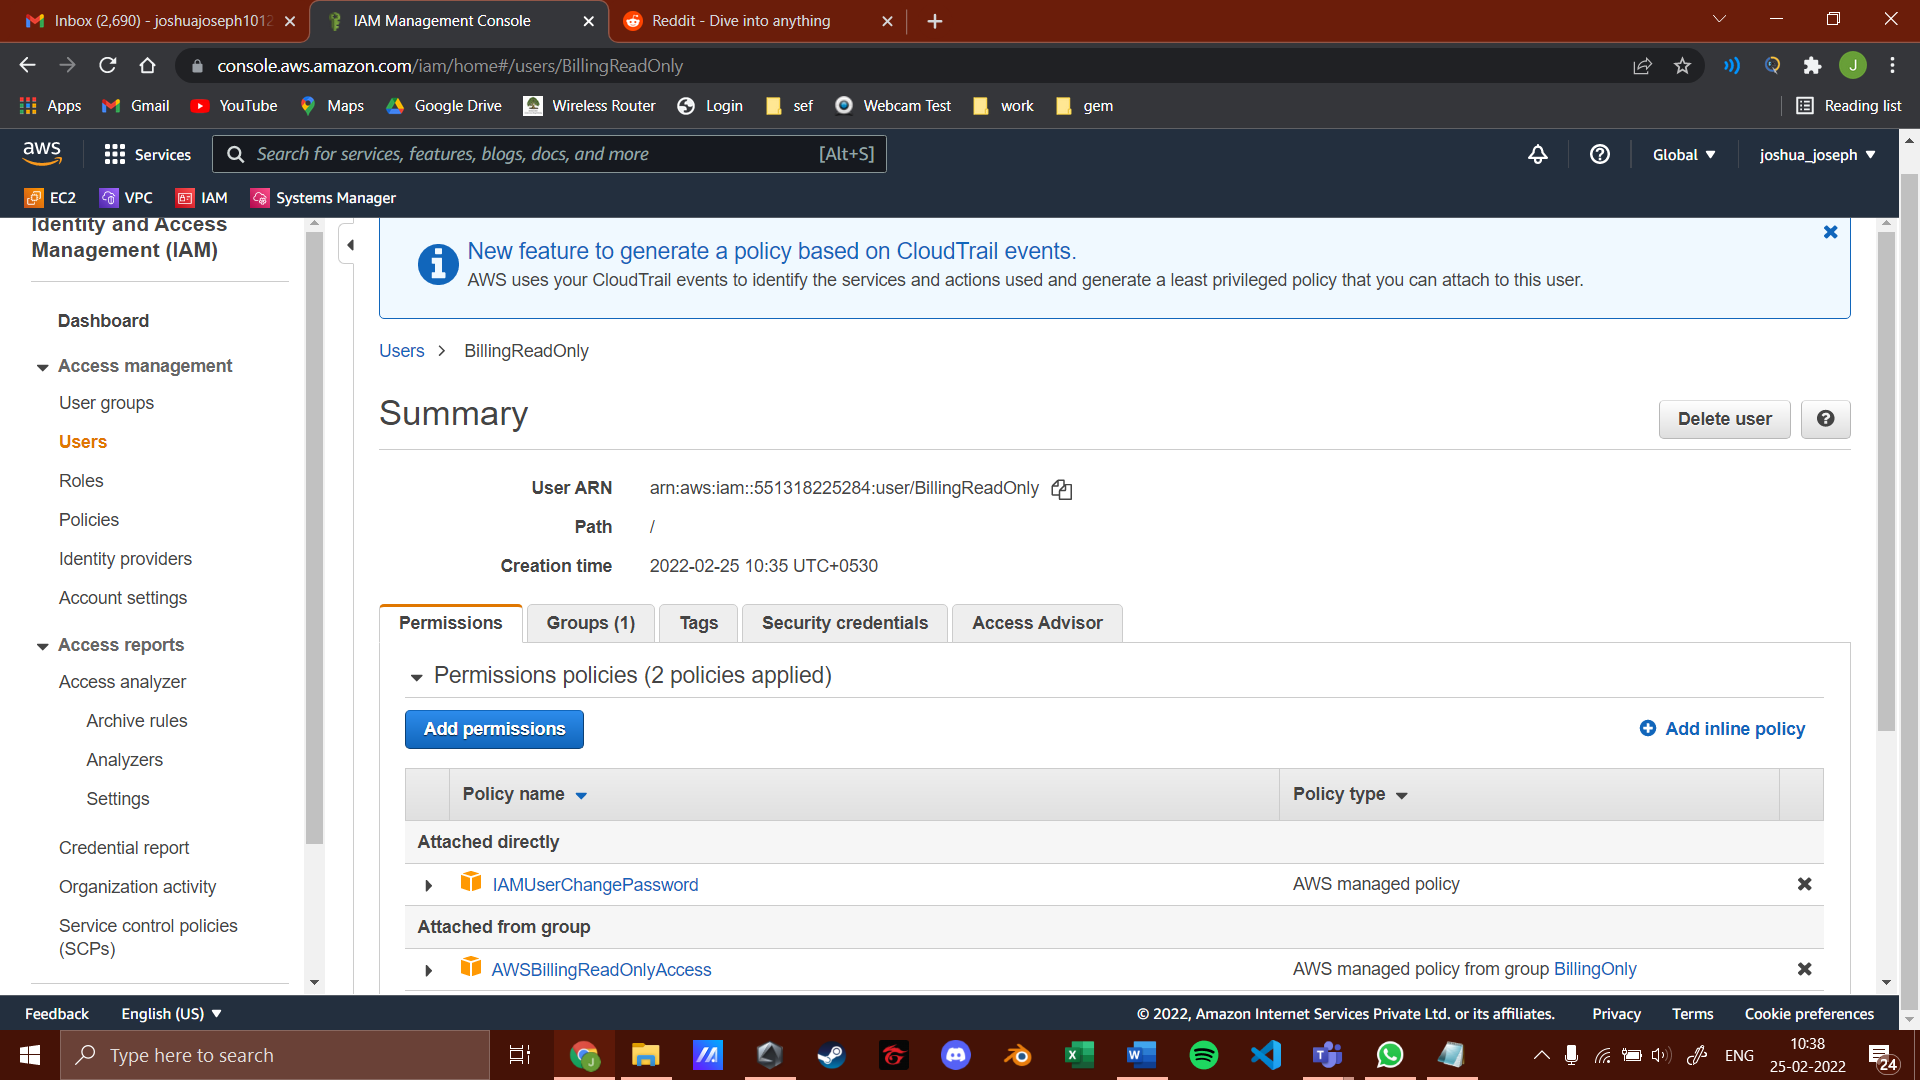 Inbox (2,690) - joshuajoseph1012
IAM Management Console
Reddit - Dive into anything
console.aws.amazon.com/iam/home#/users/BillingReadOnly
J
Apps Gmail YouTube Maps Google Drive Wireless Router Login sef Webcam Test work gem Reading list
aws Services Search for services, features, blogs, docs, and more [Alt+S] Global joshua_joseph
EC2 VPC IAM Systems Manager
Identity and Access
Management (IAM)
Dashboard
Access management
User groups
Users
Roles
Policies
Identity providers
Account settings
Access reports
Access analyzer
Archive rules
Analyzers
Settings
Credential report
Organization activity
Service control policies
(SCPs)
New feature to generate a policy based on CloudTrail events.
AWS uses your CloudTrail events to identify the services and actions used and generate a least privileged policy that you can attach to this user.
Users > BillingReadOnly
Summary
Delete user
User ARN arn:aws:iam::551318225284:user/BillingReadOnly
Path /
Creation time 2022-02-25 10:35 UTC+0530
Permissions Groups (1) Tags Security credentials Access Advisor
Permissions policies (2 policies applied)
Add permissions Add inline policy
Policy name Policy type
Attached directly
IAMUserChangePassword AWS managed policy
Attached from group
AWSBillingReadOnlyAccess AWS managed policy from group BillingOnly
Feedback English (US) © 2022, Amazon Internet Services Private Ltd. or its affiliates. Privacy Terms Cookie preferences
Type here to search
ENG
10:38
25-02-2022
24